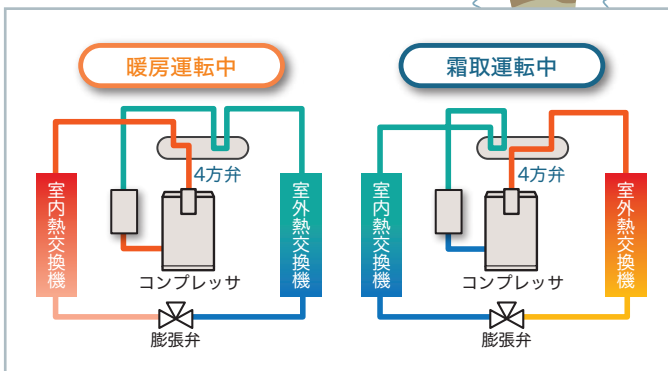 暖房運転中
霜取運転中
4方弁
4方弁
室内熱交換機
室外熱交換機
室内熱交換機
室外熱交換機
コンプレッサ
コンプレッサ
膨張弁
膨張弁